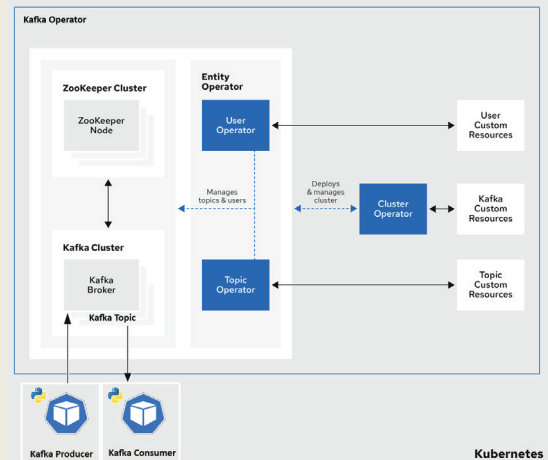 Kafka Operator
ZooKeeper Cluster
ZooKeeper
Node
Kafka Cluster
Kafka
Broker
Kafka Topic
Entity
Operator
User
Operator
Manages
topics & users
Topic
Operator
Deploys
& manages
cluster
Cluster
Operator
User
Custom
Resources
Kafka
Custom
Resources
Topic
Custom
Resources
Kafka Producer
Kafka Consumer
Kubernetes